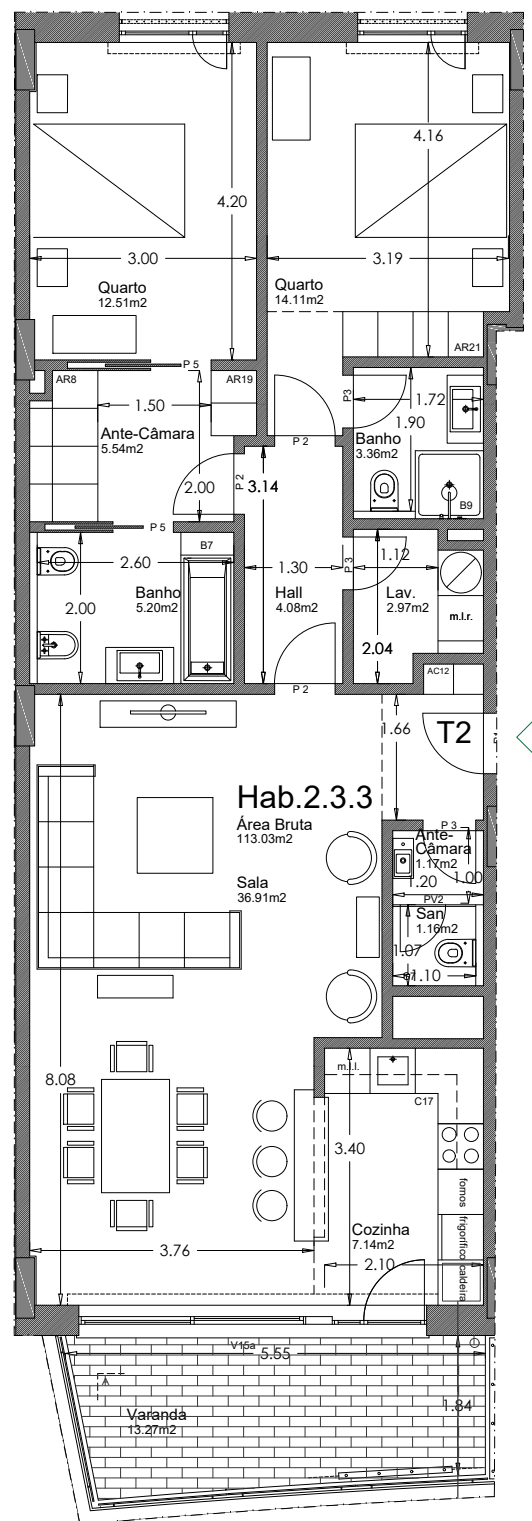 4.20
4.16
3.00
3.19
Quarto
12.51m2
Quarto
14.11m2
AR21
P 5
AR8
AR19
P3
1.72
1.50
1.90
Ante-Câmara
5.54m2
P 2
Banho
3.36m2
P 2
3.14
2.00
B9
P 5
B7
2.60
1.30
P 3
1.12
2.00
Banho
5.20m2
Hall
4.08m2
Lav.
2.97m2
m.l.r.
2.04
P 2
AC12
1.66
T2
Hab.2.3.3
Área Bruta
113.03m2
P 3
Ante-
Câmara
1.17m2
1.00
1.20
Sala
36.91m2
PV2
San
1.16m2
1.07
1.10
8.08
m.l.l.
C17
3.40
fornos
frigorífico
caldeira
Cozinha
7.14m2
3.76
2.10
V15a
5.55
A
1.84
Varanda
13.27m2